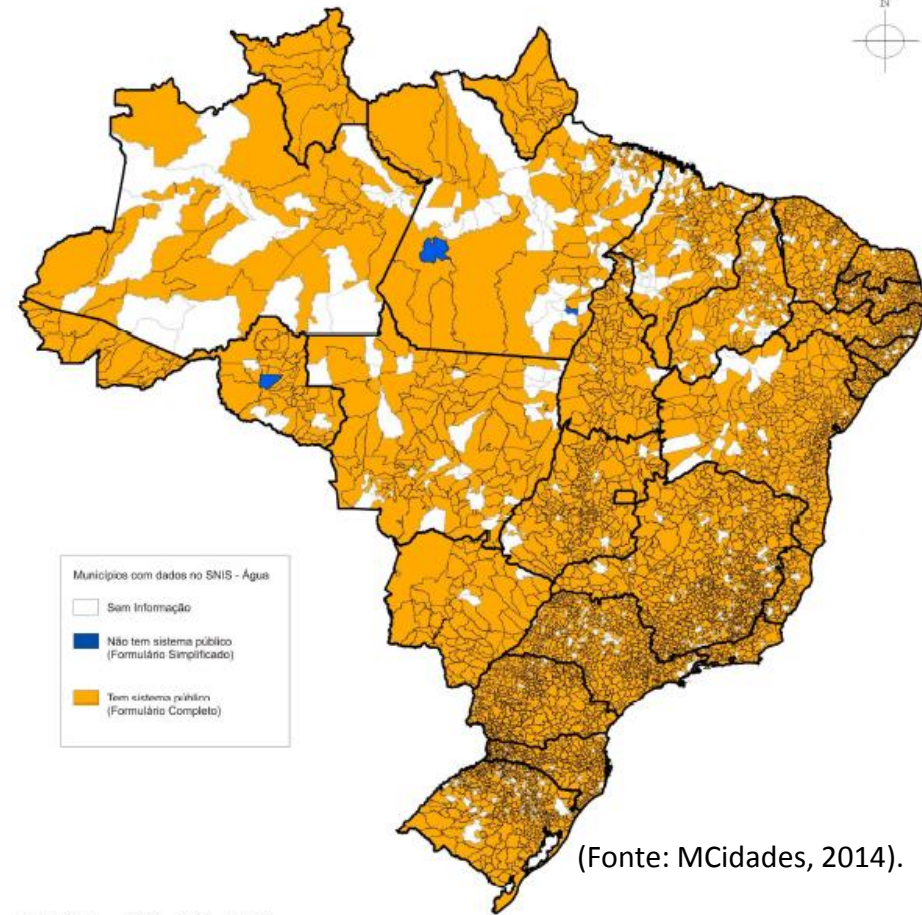 N
Municípios com dados no SNIS - Água
Sem Informação
Não tem sistema público
(Formulário Simplificado)
Tem sistema público
(Formulário Completo)
(Fonte: MCidades, 2014).